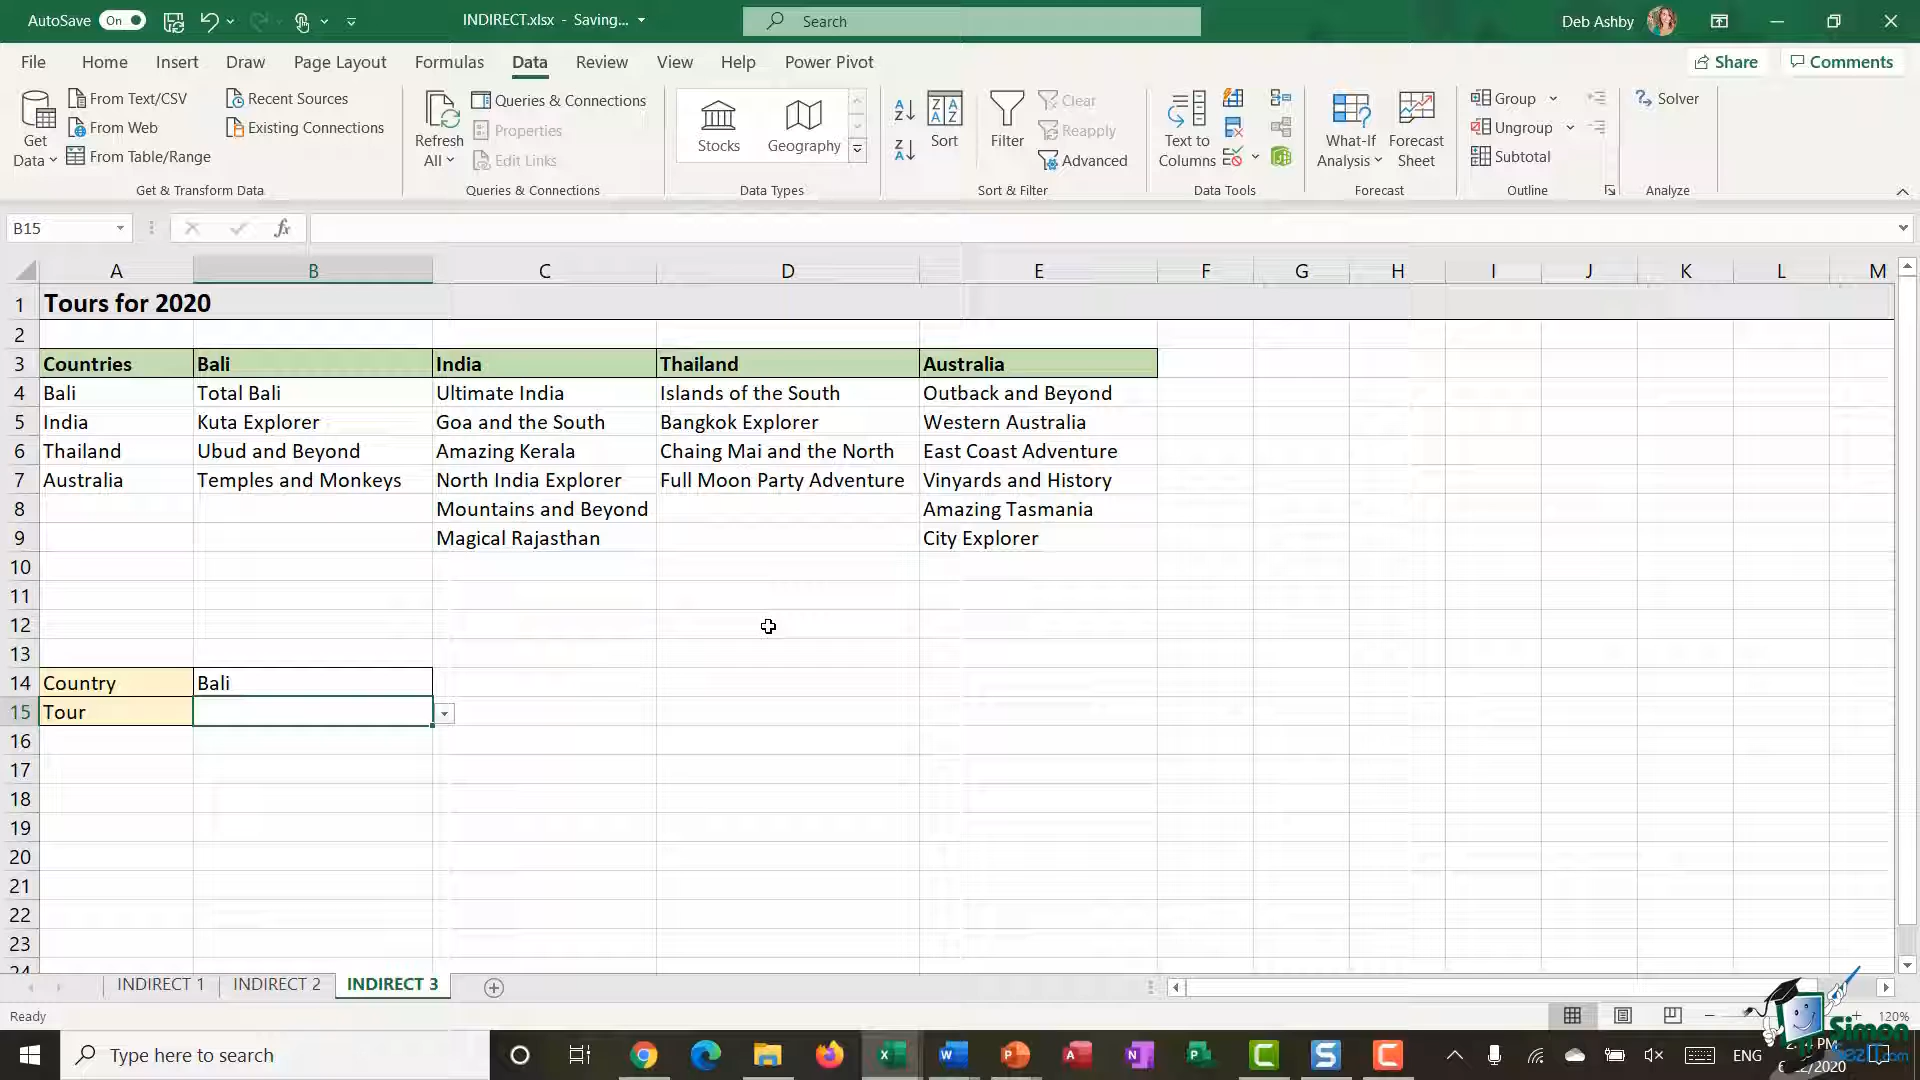 AutoSave On INDIRECT.xlsx - Saving... Search Deb Ashby
File Home Insert Draw Page Layout Formulas Data Review View Help Power Pivot Share Comments
Get Data From Text/CSV From Web From Table/Range Recent Sources Existing Connections
Refresh All Queries & Connections Properties Edit Links
Stocks Geography
Sort Filter Clear Reapply Advanced
Text to Columns
What-If Analysis Forecast Sheet
Group Ungroup Subtotal
Solver
Get & Transform Data Queries & Connections Data Types Sort & Filter Data Tools Forecast Outline Analyze
B15 fx
A B C D E F G H I J K L M
1 Tours for 2020
2
3 Countries Bali India Thailand Australia
4 Bali Total Bali Ultimate India Islands of the South Outback and Beyond
5 India Kuta Explorer Goa and the South Bangkok Explorer Western Australia
6 Thailand Ubud and Beyond Amazing Kerala Chaing Mai and the North East Coast Adventure
7 Australia Temples and Monkeys North India Explorer Full Moon Party Adventure Vinyards and History
8 Mountains and Beyond Amazing Tasmania
9 Magical Rajasthan City Explorer
10
11
12
13
14 Country Bali
15 Tour
16
17
18
19
20
21
22
23
24
INDIRECT 1 INDIRECT 2 INDIRECT 3
Ready 120%
Type here to search ENG PM
Simon Sez IT.com